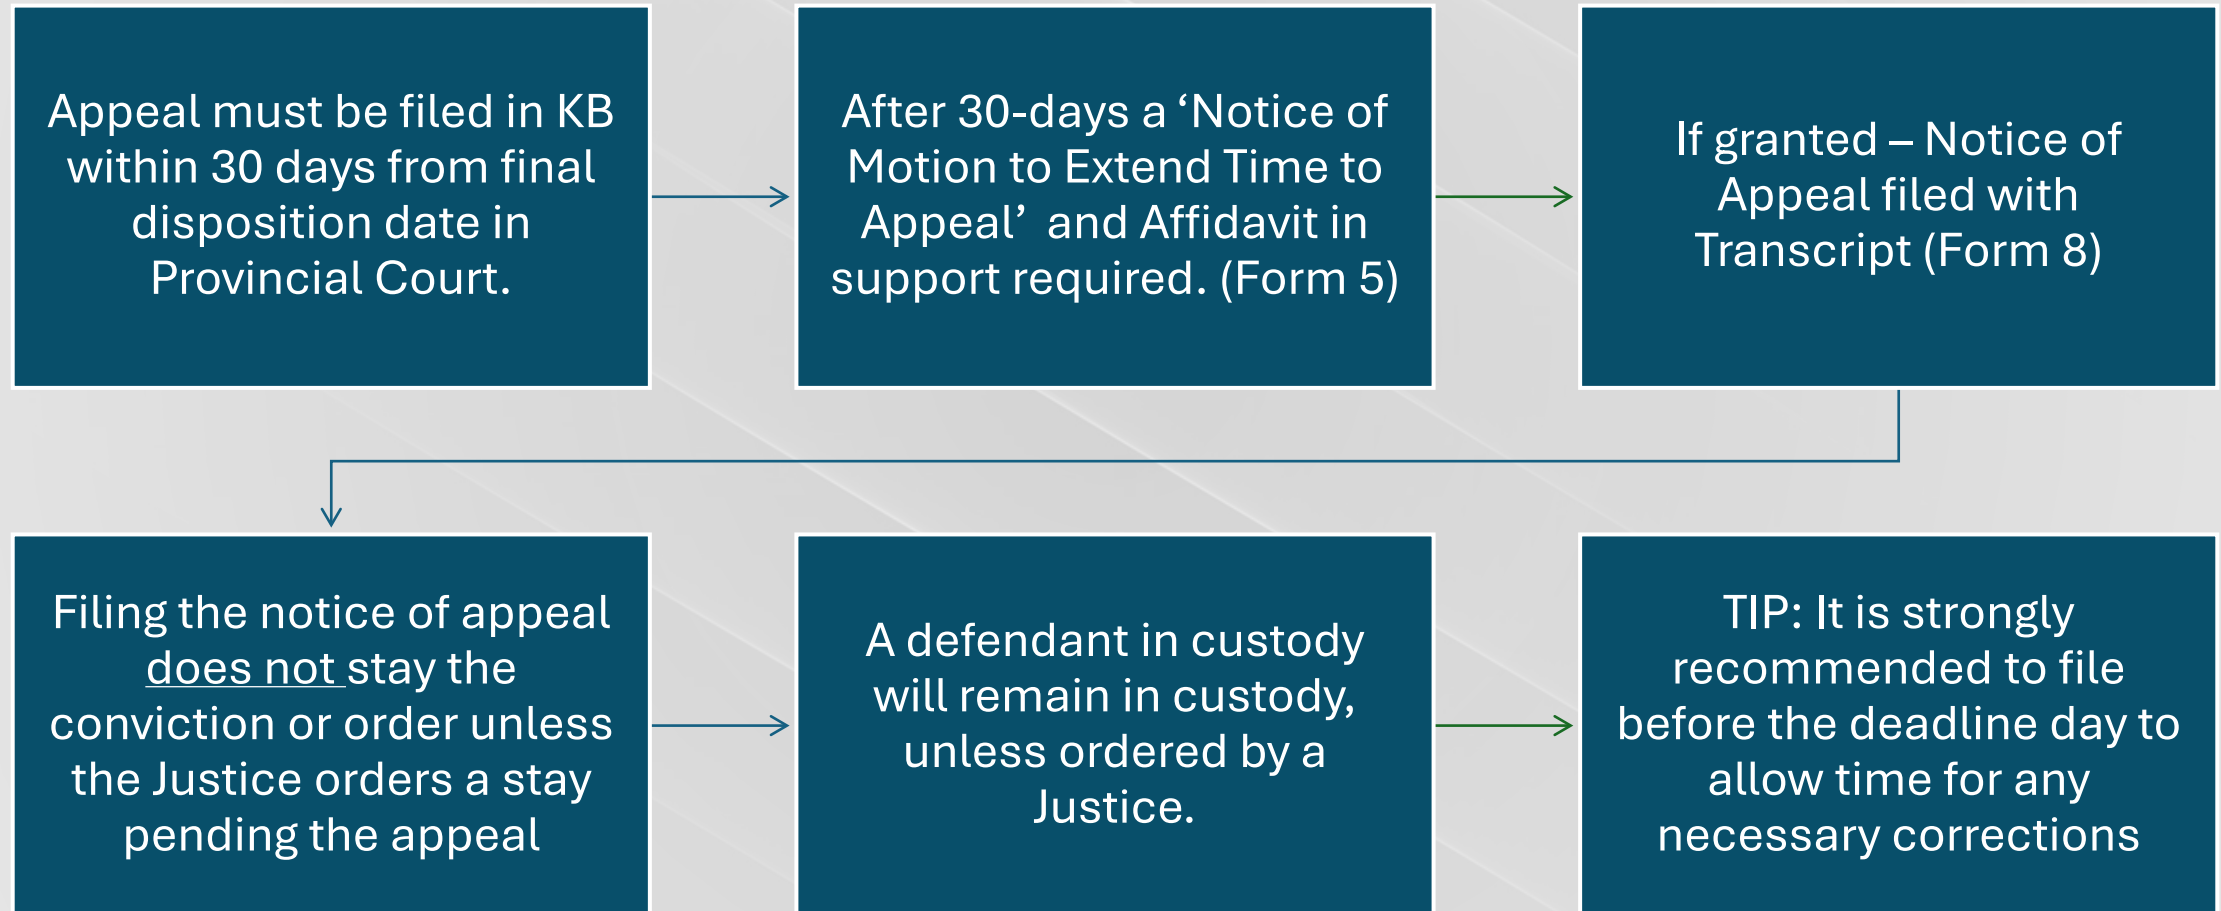 Appeal must be filed in KB
within 30 days from final
disposition date in
Provincial Court.
After 30-days a ‘Notice of
Motion to Extend Time to
Appeal’  and Affidavit in
support required. (Form 5)
If granted – Notice of
Appeal filed with
Transcript (Form 8)
Filing the notice of appeal
does not stay the
conviction or order unless
the Justice orders a stay
pending the appeal
A defendant in custody
will remain in custody,
unless ordered by a
Justice.
TIP: It is strongly
recommended to file
before the deadline day to
allow time for any
necessary corrections